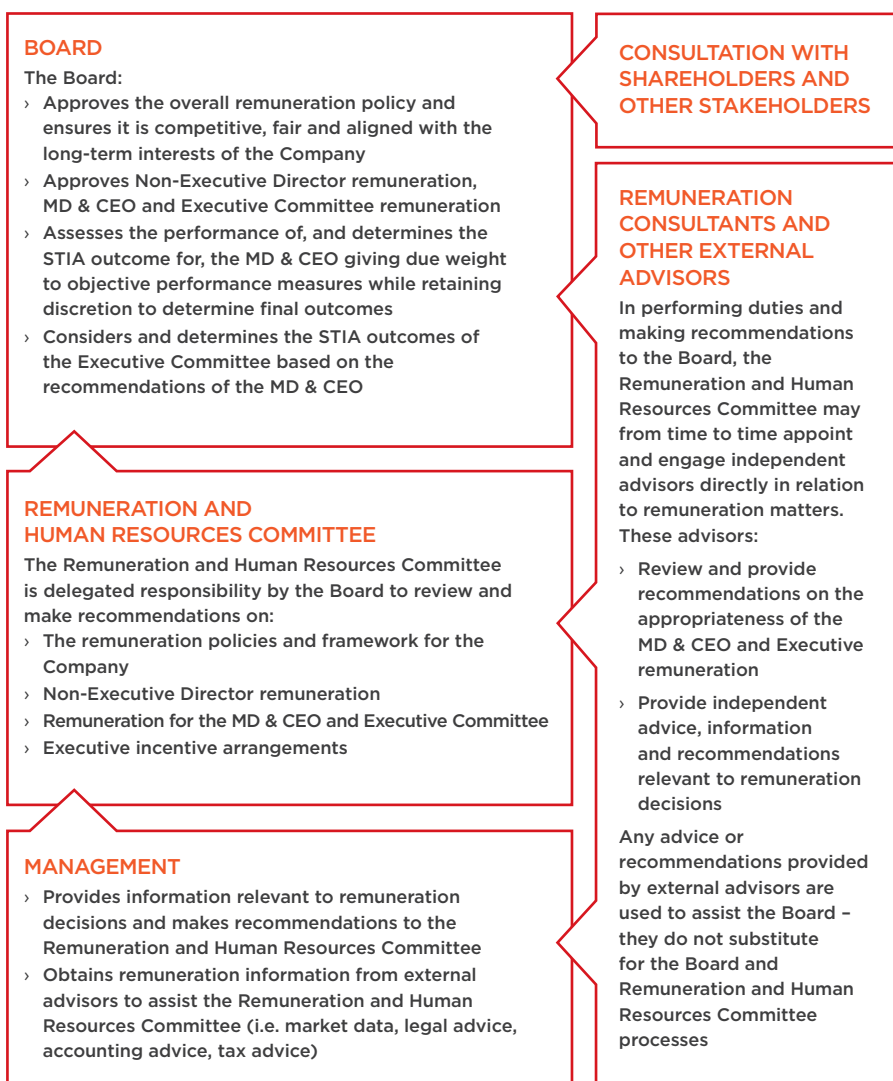 BOARD
The Board:
› Approves the overall remuneration policy and
ensures it is competitive, fair and aligned with the
long-term interests of the Company
› Approves Non-Executive Director remuneration,
MD & CEO and Executive Committee remuneration
› Assesses the performance of, and determines the
STIA outcome for, the MD & CEO giving due weight
to objective performance measures while retaining
discretion to determine final outcomes
› Considers and determines the STIA outcomes of
the Executive Committee based on the
recommendations of the MD & CEO
REMUNERATION AND
HUMAN RESOURCES COMMITTEE
The Remuneration and Human Resources Committee
is delegated responsibility by the Board to review and
make recommendations on:
› The remuneration policies and framework for the
Company
› Non-Executive Director remuneration
› Remuneration for the MD & CEO and Executive Committee
› Executive incentive arrangements
MANAGEMENT
› Provides information relevant to remuneration
decisions and makes recommendations to the
Remuneration and Human Resources Committee
› Obtains remuneration information from external
advisors to assist the Remuneration and Human
Resources Committee (i.e. market data, legal advice,
accounting advice, tax advice)
CONSULTATION WITH
SHAREHOLDERS AND
OTHER STAKEHOLDERS
REMUNERATION
CONSULTANTS AND
OTHER EXTERNAL
ADVISORS
In performing duties and
making recommendations
to the Board, the
Remuneration and Human
Resources Committee may
from time to time appoint
and engage independent
advisors directly in relation
to remuneration matters.
These advisors:
› Review and provide
recommendations on the
appropriateness of the
MD & CEO and Executive
remuneration
› Provide independent
advice, information
and recommendations
relevant to remuneration
decisions
Any advice or
recommendations provided
by external advisors are
used to assist the Board –
they do not substitute
for the Board and
Remuneration and Human
Resources Committee
processes